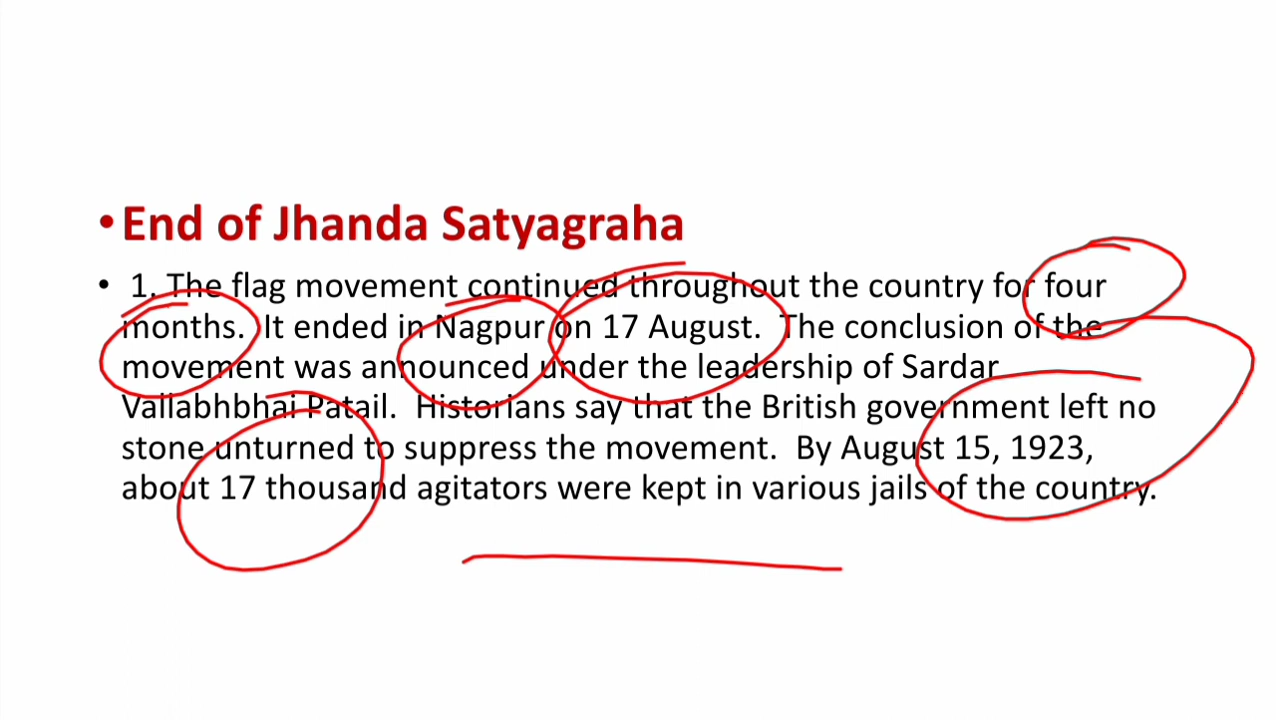 •End of Jhanda Satyagraha
• 1. The flag movement continued throughout the country for four
months. It ended in Nagpur on 17 August. The conclusion of the
movement was announced under the leadership of Sardar
Vallabhbhai Patail. Historians say that the British government left no
stone unturned to suppress the movement. By August 15, 1923,
about 17 thousand agitators were kept in various jails of the country.